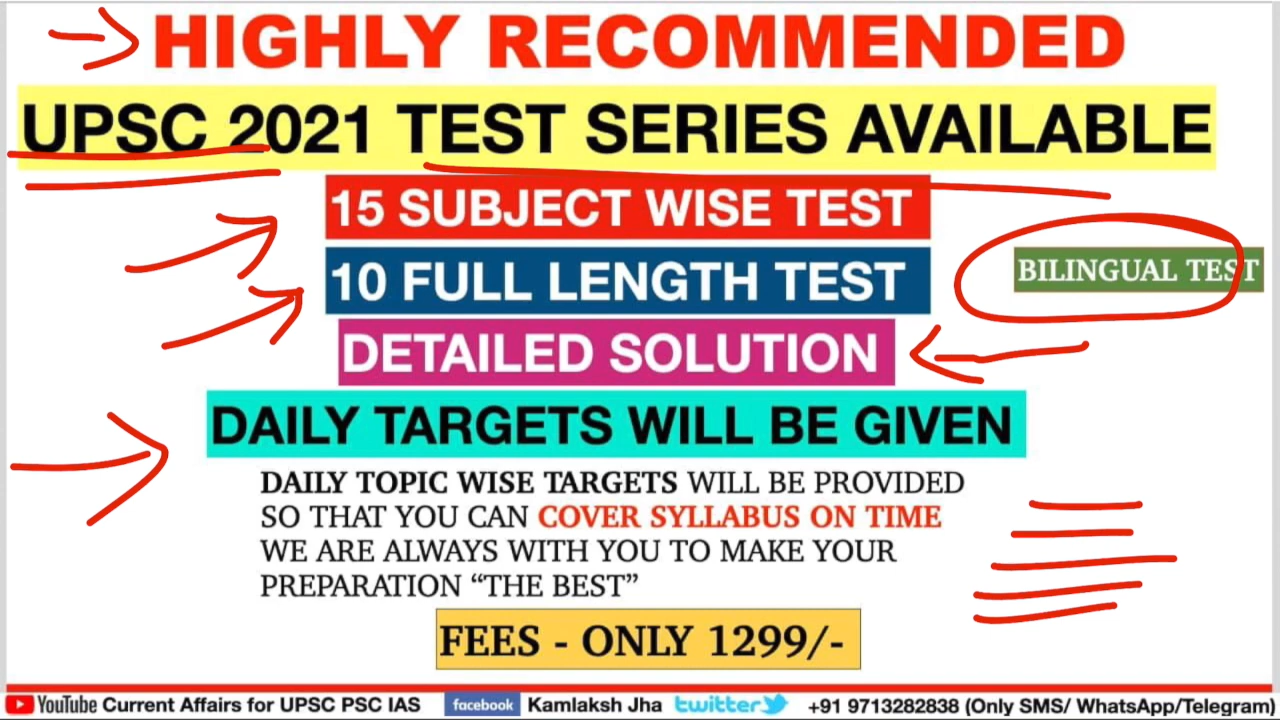 HIGHLY RECOMMENDED
UPSC 2021 TEST SERIES AVAILABLE
15 SUBJECT WISE TEST
10 FULL LENGTH TEST
BILINGUAL TEST
DETAILED SOLUTION
DAILY TARGETS WILL BE GIVEN
DAILY TOPIC WISE TARGETS WILL BE PROVIDED
SO THAT YOU CAN COVER SYLLABUS ON TIME
WE ARE ALWAYS WITH YOU TO MAKE YOUR
PREPARATION “THE BEST”
FEES - ONLY 1299/-
YouTube Current Affairs for UPSC PSC IAS facebook Kamlaksh Jha twitter +91 9713282838 (Only SMS/ WhatsApp/Telegram)